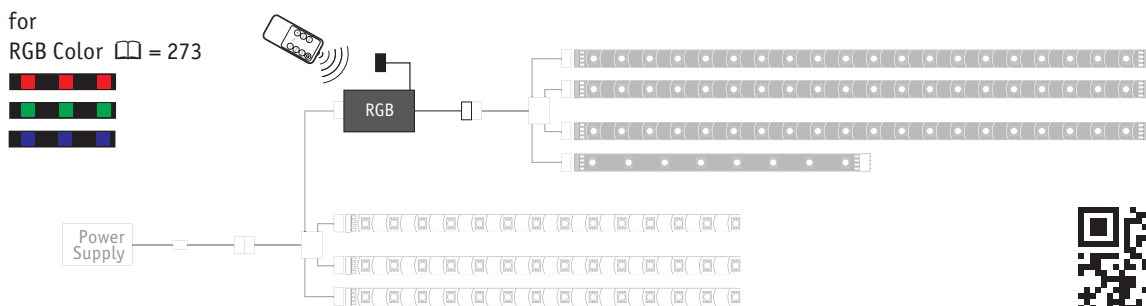 for
RGB Color 🕮 = 273
RGB
Power
Supply